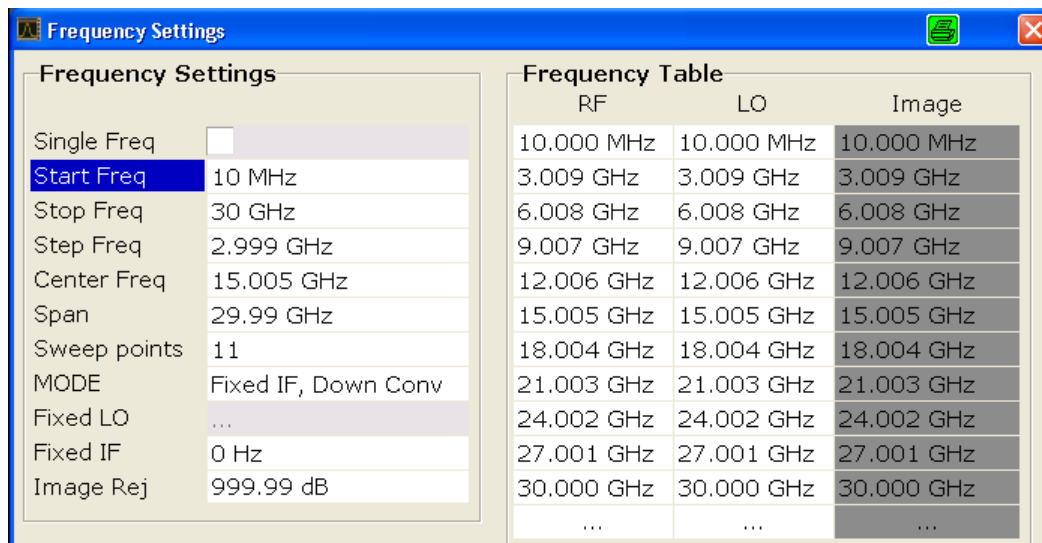 Frequency Settings
Frequency Settings
Single Freq
Start Freq 10 MHz
Stop Freq 30 GHz
Step Freq 2.999 GHz
Center Freq 15.005 GHz
Span 29.99 GHz
Sweep points 11
MODE Fixed IF, Down Conv
Fixed LO ...
Fixed IF 0 Hz
Image Rej 999.99 dB
Frequency Table
RF LO Image
10.000 MHz 10.000 MHz 10.000 MHz
3.009 GHz 3.009 GHz 3.009 GHz
6.008 GHz 6.008 GHz 6.008 GHz
9.007 GHz 9.007 GHz 9.007 GHz
12.006 GHz 12.006 GHz 12.006 GHz
15.005 GHz 15.005 GHz 15.005 GHz
18.004 GHz 18.004 GHz 18.004 GHz
21.003 GHz 21.003 GHz 21.003 GHz
24.002 GHz 24.002 GHz 24.002 GHz
27.001 GHz 27.001 GHz 27.001 GHz
30.000 GHz 30.000 GHz 30.000 GHz
... ... ...